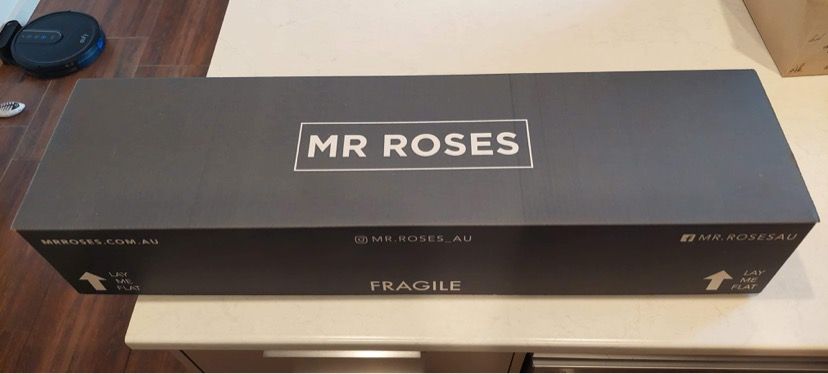 MR ROSES
MRROSES.COM.AU
MR.ROSES_AU
MR.ROSESAU
LAY
ME
FLAT
FRAGILE
LAY
ME
FLAT